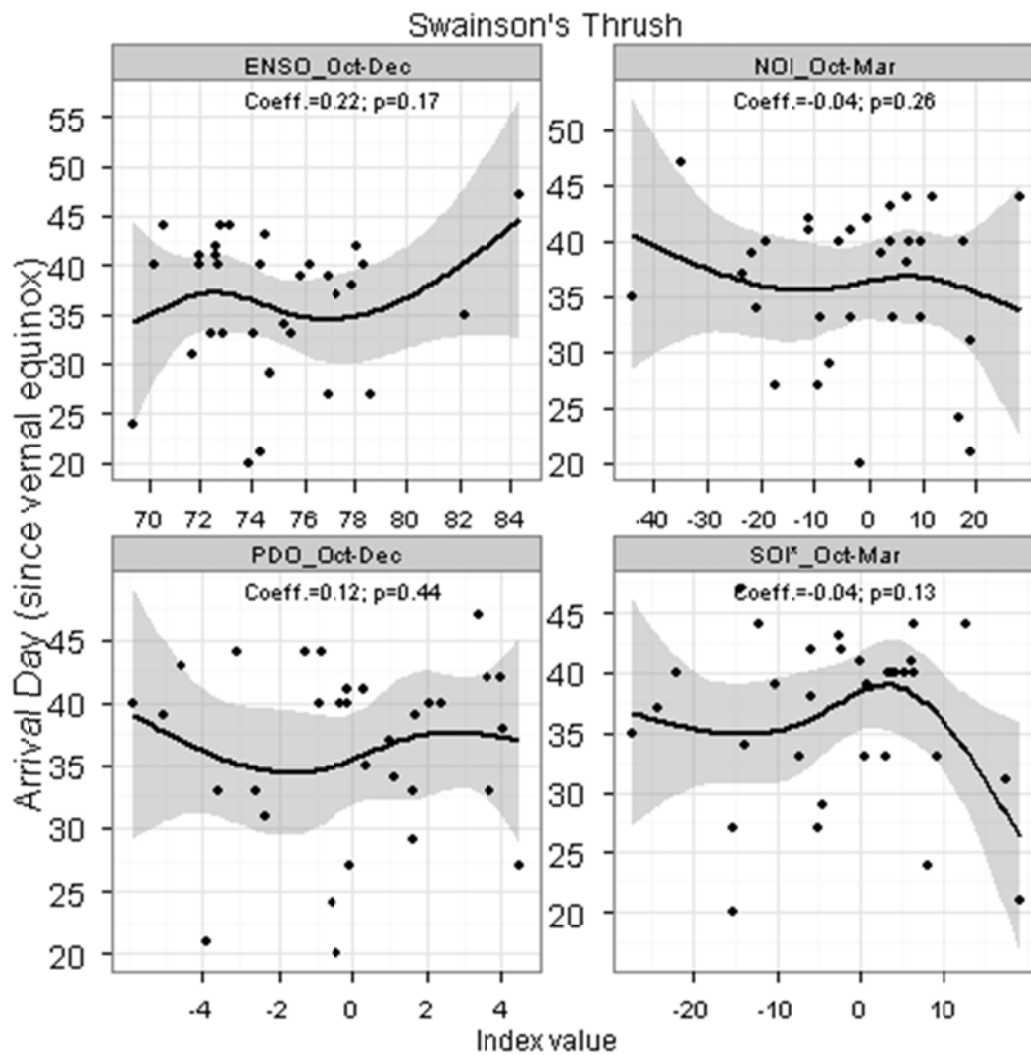 Swainson's Thrush
ENSO_Oct-Dec
Coeff.=0.22; p=0.17
55
50
45
40
35
30
25
20
70 72 74 76 78 80 82 84
NOI_Oct-Mar
Coeff.=-0.04; p=0.26
50
45
40
35
30
25
20
-40 -30 -20 -10 0 10 20
PDO_Oct-Dec
Coeff.=0.12; p=0.44
45
40
35
30
25
20
-4 -2 0 2 4
SOI*_Oct-Mar
Coeff.=-0.04; p=0.13
45
40
35
30
25
20
-20 -10 0 10
Arrival Day (since vernal equinox)
Index value